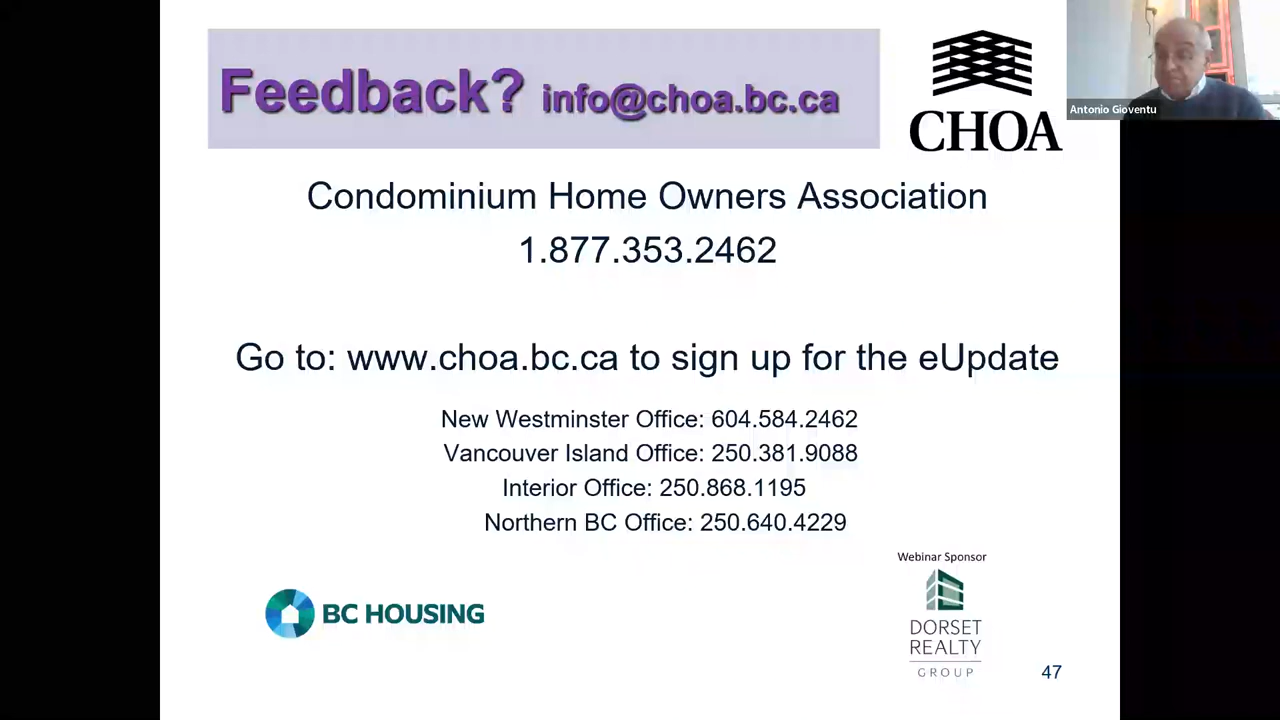 Feedback? info@choa.bc.ca
CHOA
Antonio Gioventu
Condominium Home Owners Association
1.877.353.2462
Go to: www.choa.bc.ca to sign up for the eUpdate
New Westminster Office: 604.584.2462
Vancouver Island Office: 250.381.9088
Interior Office: 250.868.1195
Northern BC Office: 250.640.4229
Webinar Sponsor
BC HOUSING
DORSET
REALTY
GROUP
47